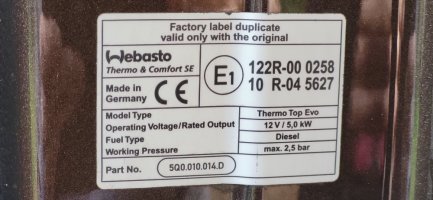 Factory label duplicate
valid only with the original
Webasto
Thermo & Comfort SE
Made in
Germany
CE
E1
122R-00 0258
10 R-04 5627
Model Type Thermo Top Evo
Operating Voltage/Rated Output 12 V / 5,0 kW
Fuel Type Diesel
Working Pressure max. 2,5 bar
Part No. 5Q0.010.014.D